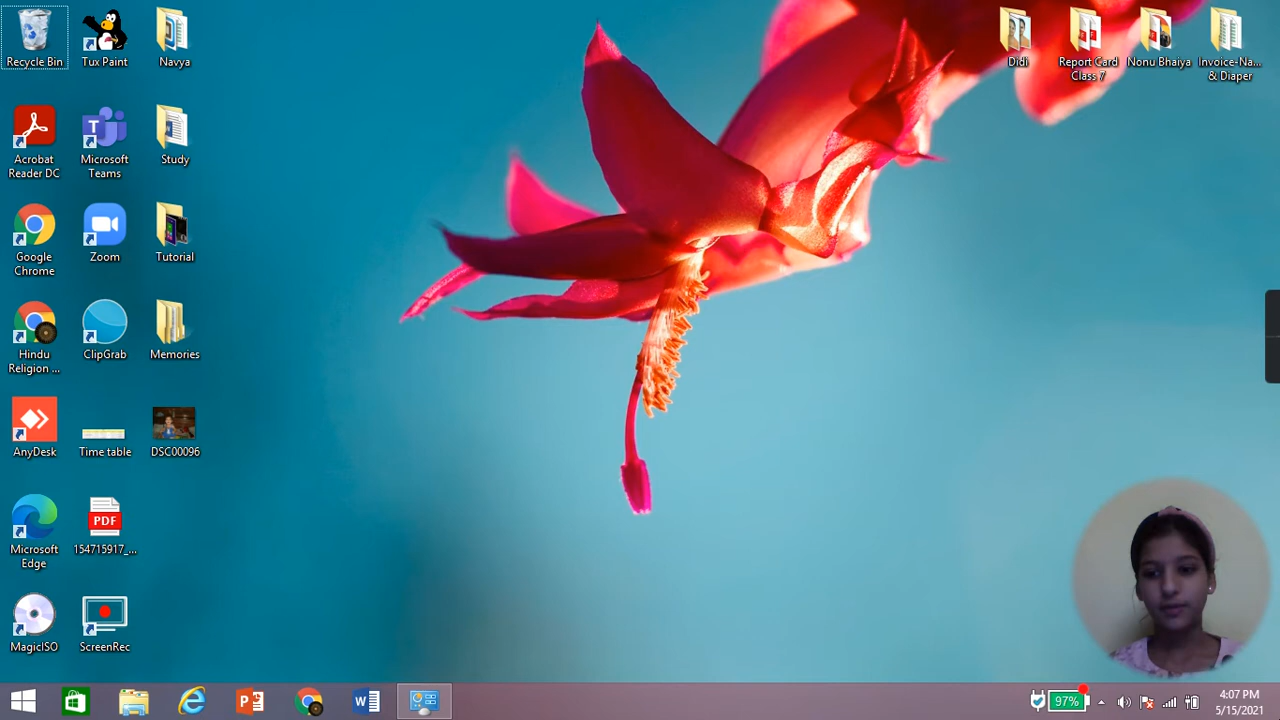 Recycle Bin
Tux Paint
Navya
Didi
Report Card
Class 7
Nonu Bhaiya
Invoice-Na...
& Diaper
Acrobat
Reader DC
Microsoft
Teams
Study
Google
Chrome
Zoom
Tutorial
Hindu
Religion ...
ClipGrab
Memories
AnyDesk
Time table
DSC00096
Microsoft
Edge
PDF
154715917_...
MagicISO
ScreenRec
97%
4:07 PM
5/15/2021